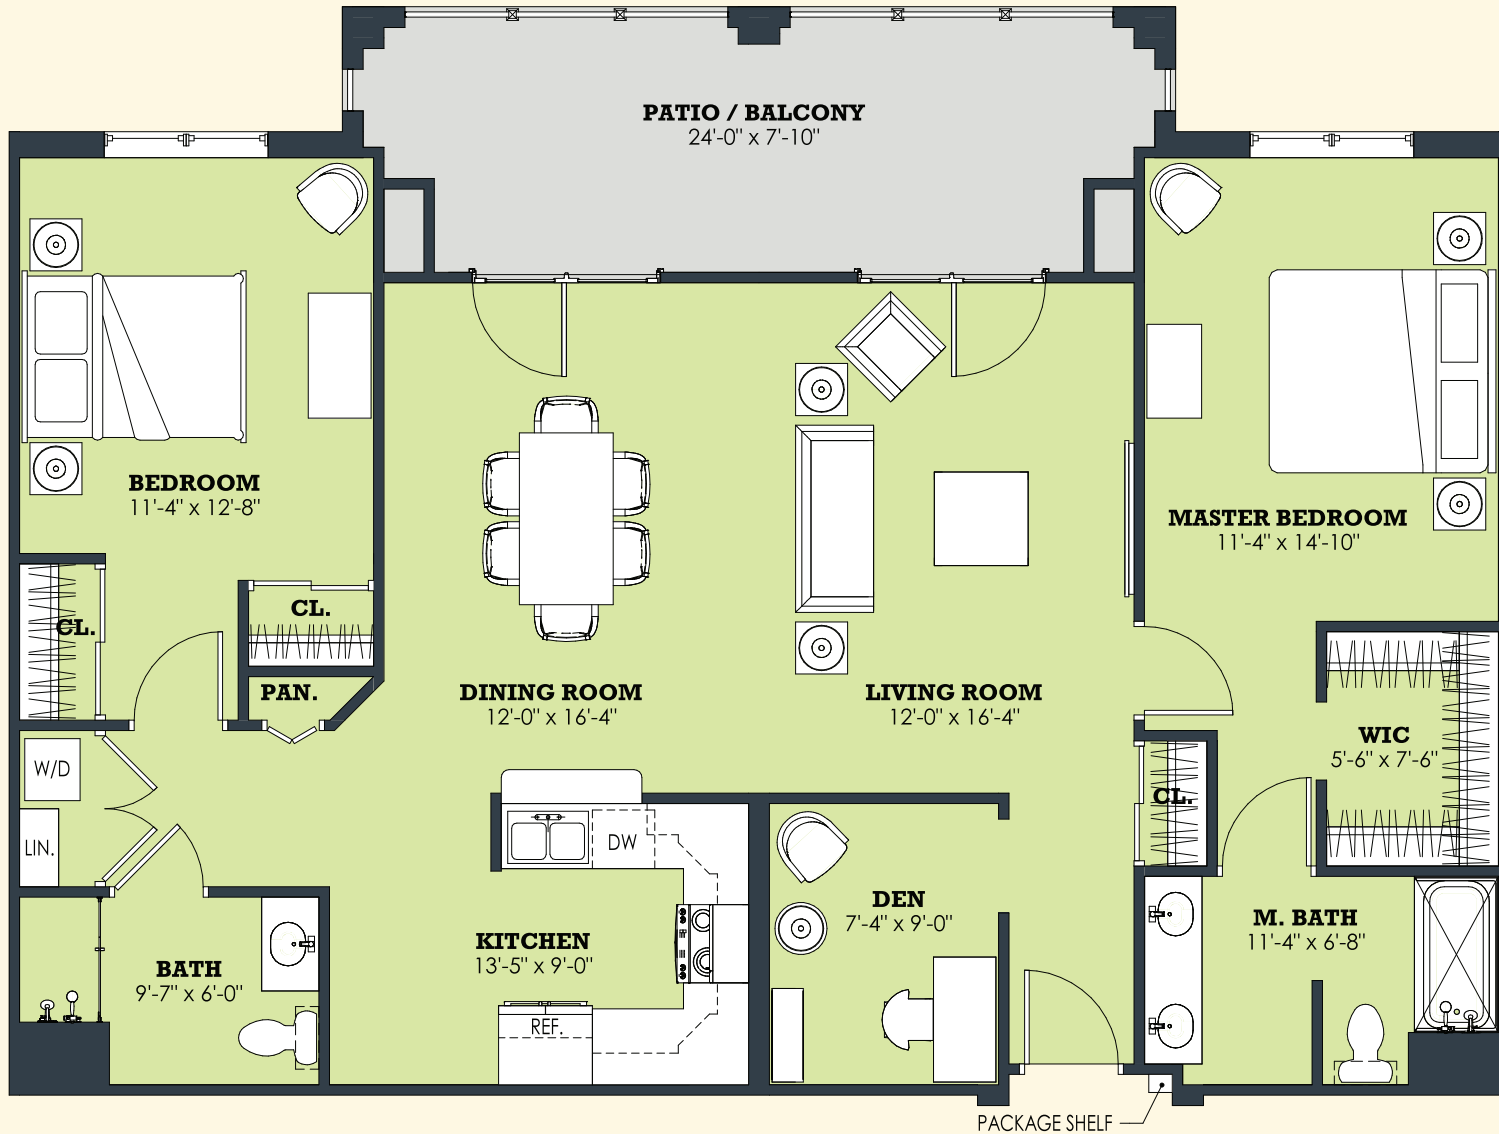 PATIO / BALCONY
24'-0" x 7'-10"
BEDROOM
11'-4" x 12'-8"
MASTER BEDROOM
11'-4" x 14'-10"
CL.
CL.
PAN.
DINING ROOM
12'-0" x 16'-4"
LIVING ROOM
12'-0" x 16'-4"
WIC
5'-6" x 7'-6"
W/D
CL.
LIN.
DW
DEN
7'-4" x 9'-0"
M. BATH
11'-4" x 6'-8"
KITCHEN
13'-5" x 9'-0"
BATH
9'-7" x 6'-0"
REF.
PACKAGE SHELF